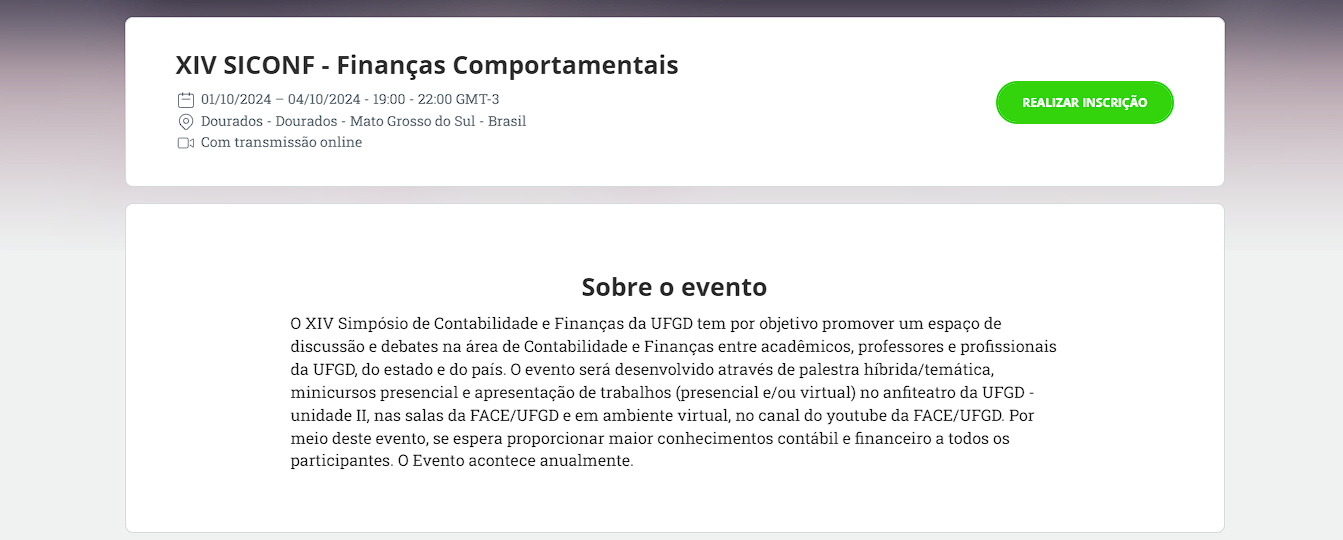 XIV SICONF - Finanças Comportamentais
01/10/2024 – 04/10/2024 - 19:00 - 22:00 GMT-3
Dourados - Dourados - Mato Grosso do Sul - Brasil
Com transmissão online
REALIZAR INSCRIÇÃO
Sobre o evento
O XIV Simpósio de Contabilidade e Finanças da UFGD tem por objetivo promover um espaço de
discussão e debates na área de Contabilidade e Finanças entre acadêmicos, professores e profissionais
da UFGD, do estado e do país. O evento será desenvolvido através de palestra híbrida/temática,
minicursos presencial e apresentação de trabalhos (presencial e/ou virtual) no anfiteatro da UFGD -
unidade II, nas salas da FACE/UFGD e em ambiente virtual, no canal do youtube da FACE/UFGD. Por
meio deste evento, se espera proporcionar maior conhecimentos contábil e financeiro a todos os
participantes. O Evento acontece anualmente.